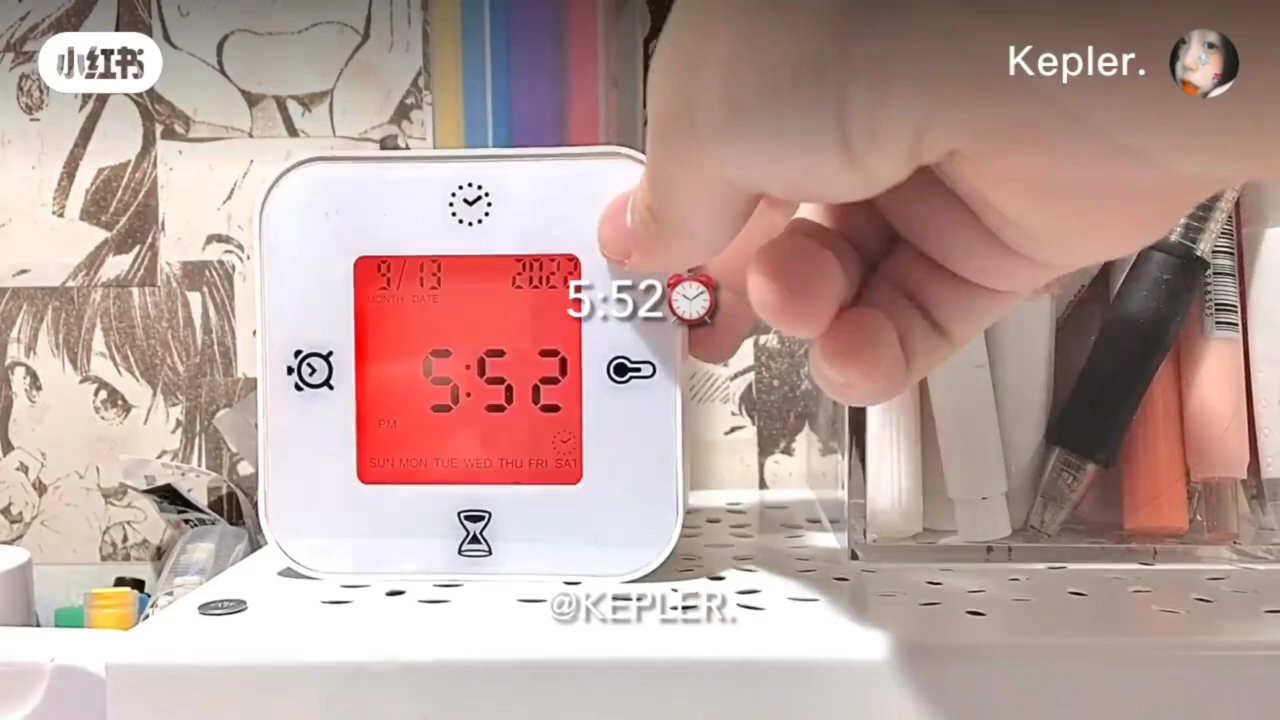 小红书
Kepler.
9/13 2022
MONTH DATE
5:52
5:52
PM
SUN MON TUE WED THU FRI SAT
@KEPLER.